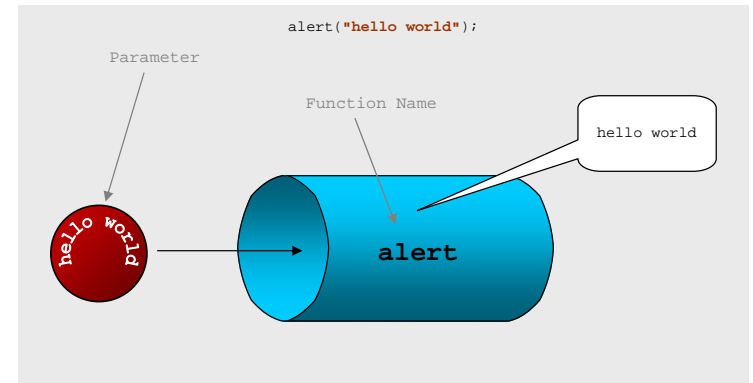 alert("hello world");
Parameter
Function Name
hello world
hello world
alert